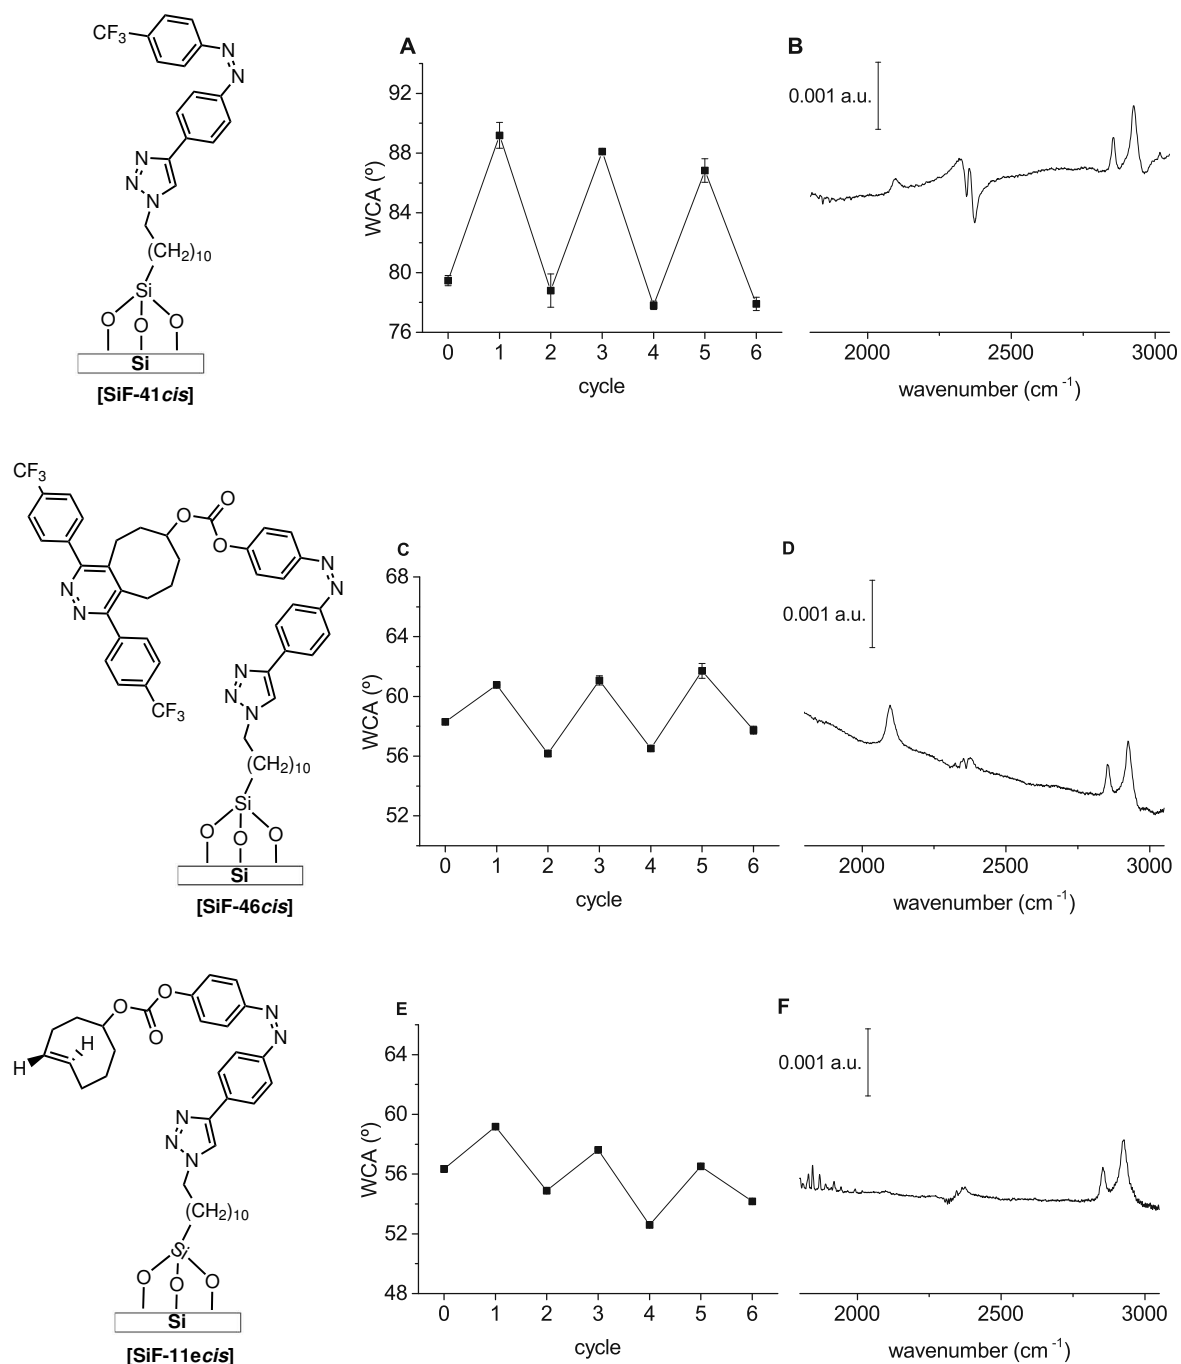 CF3
N
N
N
N
N
(CH2)10
Si
O
O
O
Si
[SiF-41cis]
A
92
88
84
80
76
WCA (º)
0 1 2 3 4 5 6
cycle
B
0.001 a.u.
2000 2500 3000
wavenumber (cm-1)
CF3
O
O
O
N
N
N
N
CF3
N
N
N
(CH2)10
Si
O
O
O
Si
[SiF-46cis]
C
68
64
60
56
52
WCA (º)
0 1 2 3 4 5 6
cycle
D
0.001 a.u.
2000 2500 3000
wavenumber (cm-1)
O
O
O
H
H
N
N
N
N
N
(CH2)10
Si
O
O
O
Si
[SiF-11ecis]
E
64
60
56
52
48
WCA (º)
0 1 2 3 4 5 6
cycle
F
0.001 a.u.
2000 2500 3000
wavenumber (cm-1)